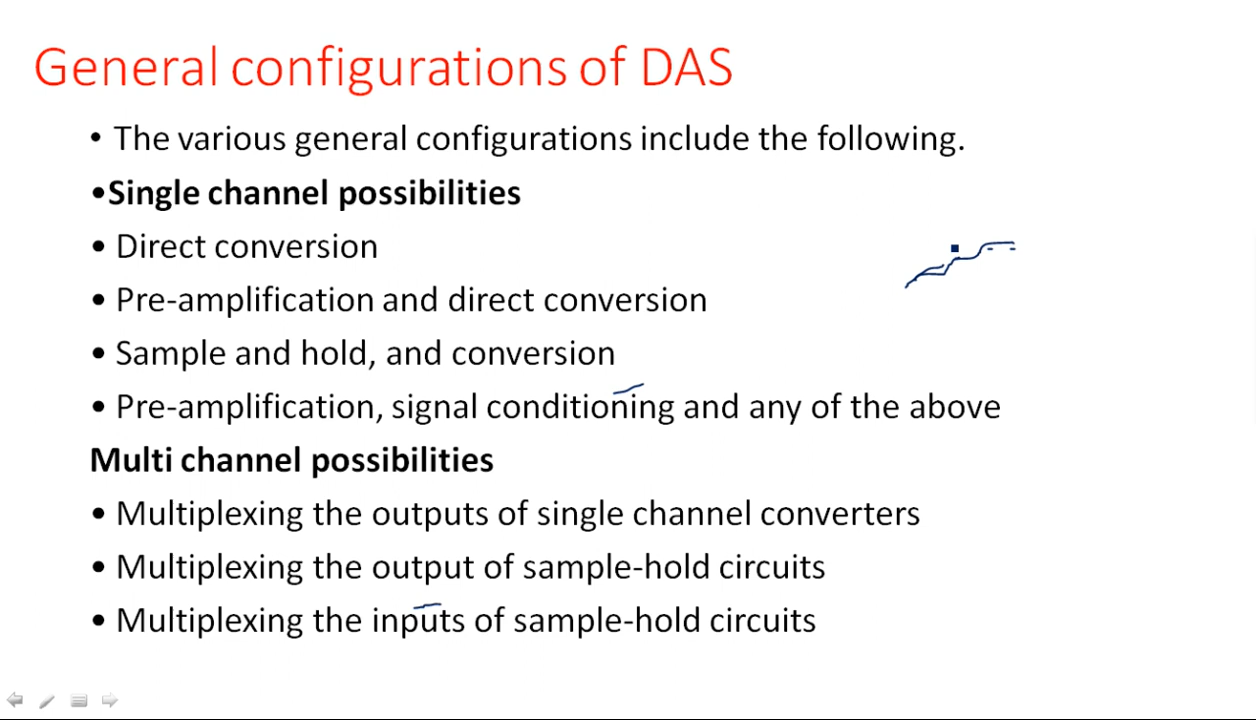 General configurations of DAS
• The various general configurations include the following.
•Single channel possibilities
• Direct conversion
• Pre-amplification and direct conversion
• Sample and hold, and conversion
• Pre-amplification, signal conditioning and any of the above
Multi channel possibilities
• Multiplexing the outputs of single channel converters
• Multiplexing the output of sample-hold circuits
• Multiplexing the inputs of sample-hold circuits